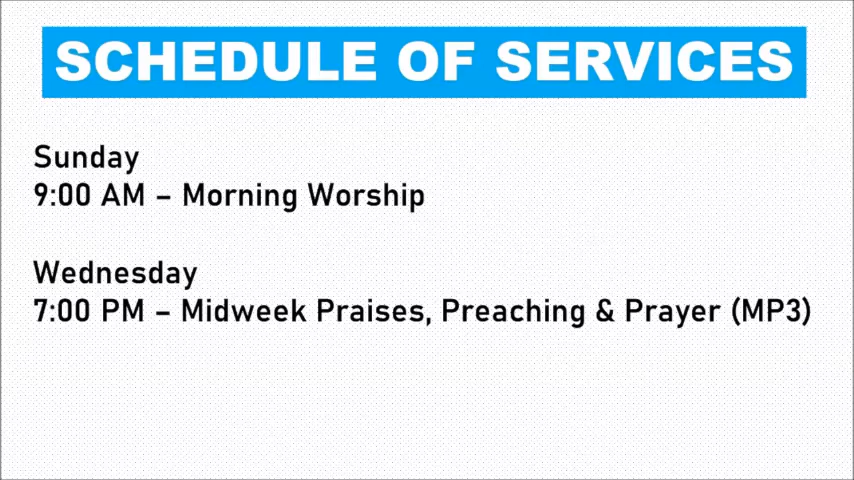 SCHEDULE OF SERVICES
Sunday
9:00 AM – Morning Worship
Wednesday
7:00 PM – Midweek Praises, Preaching & Prayer (MP3)